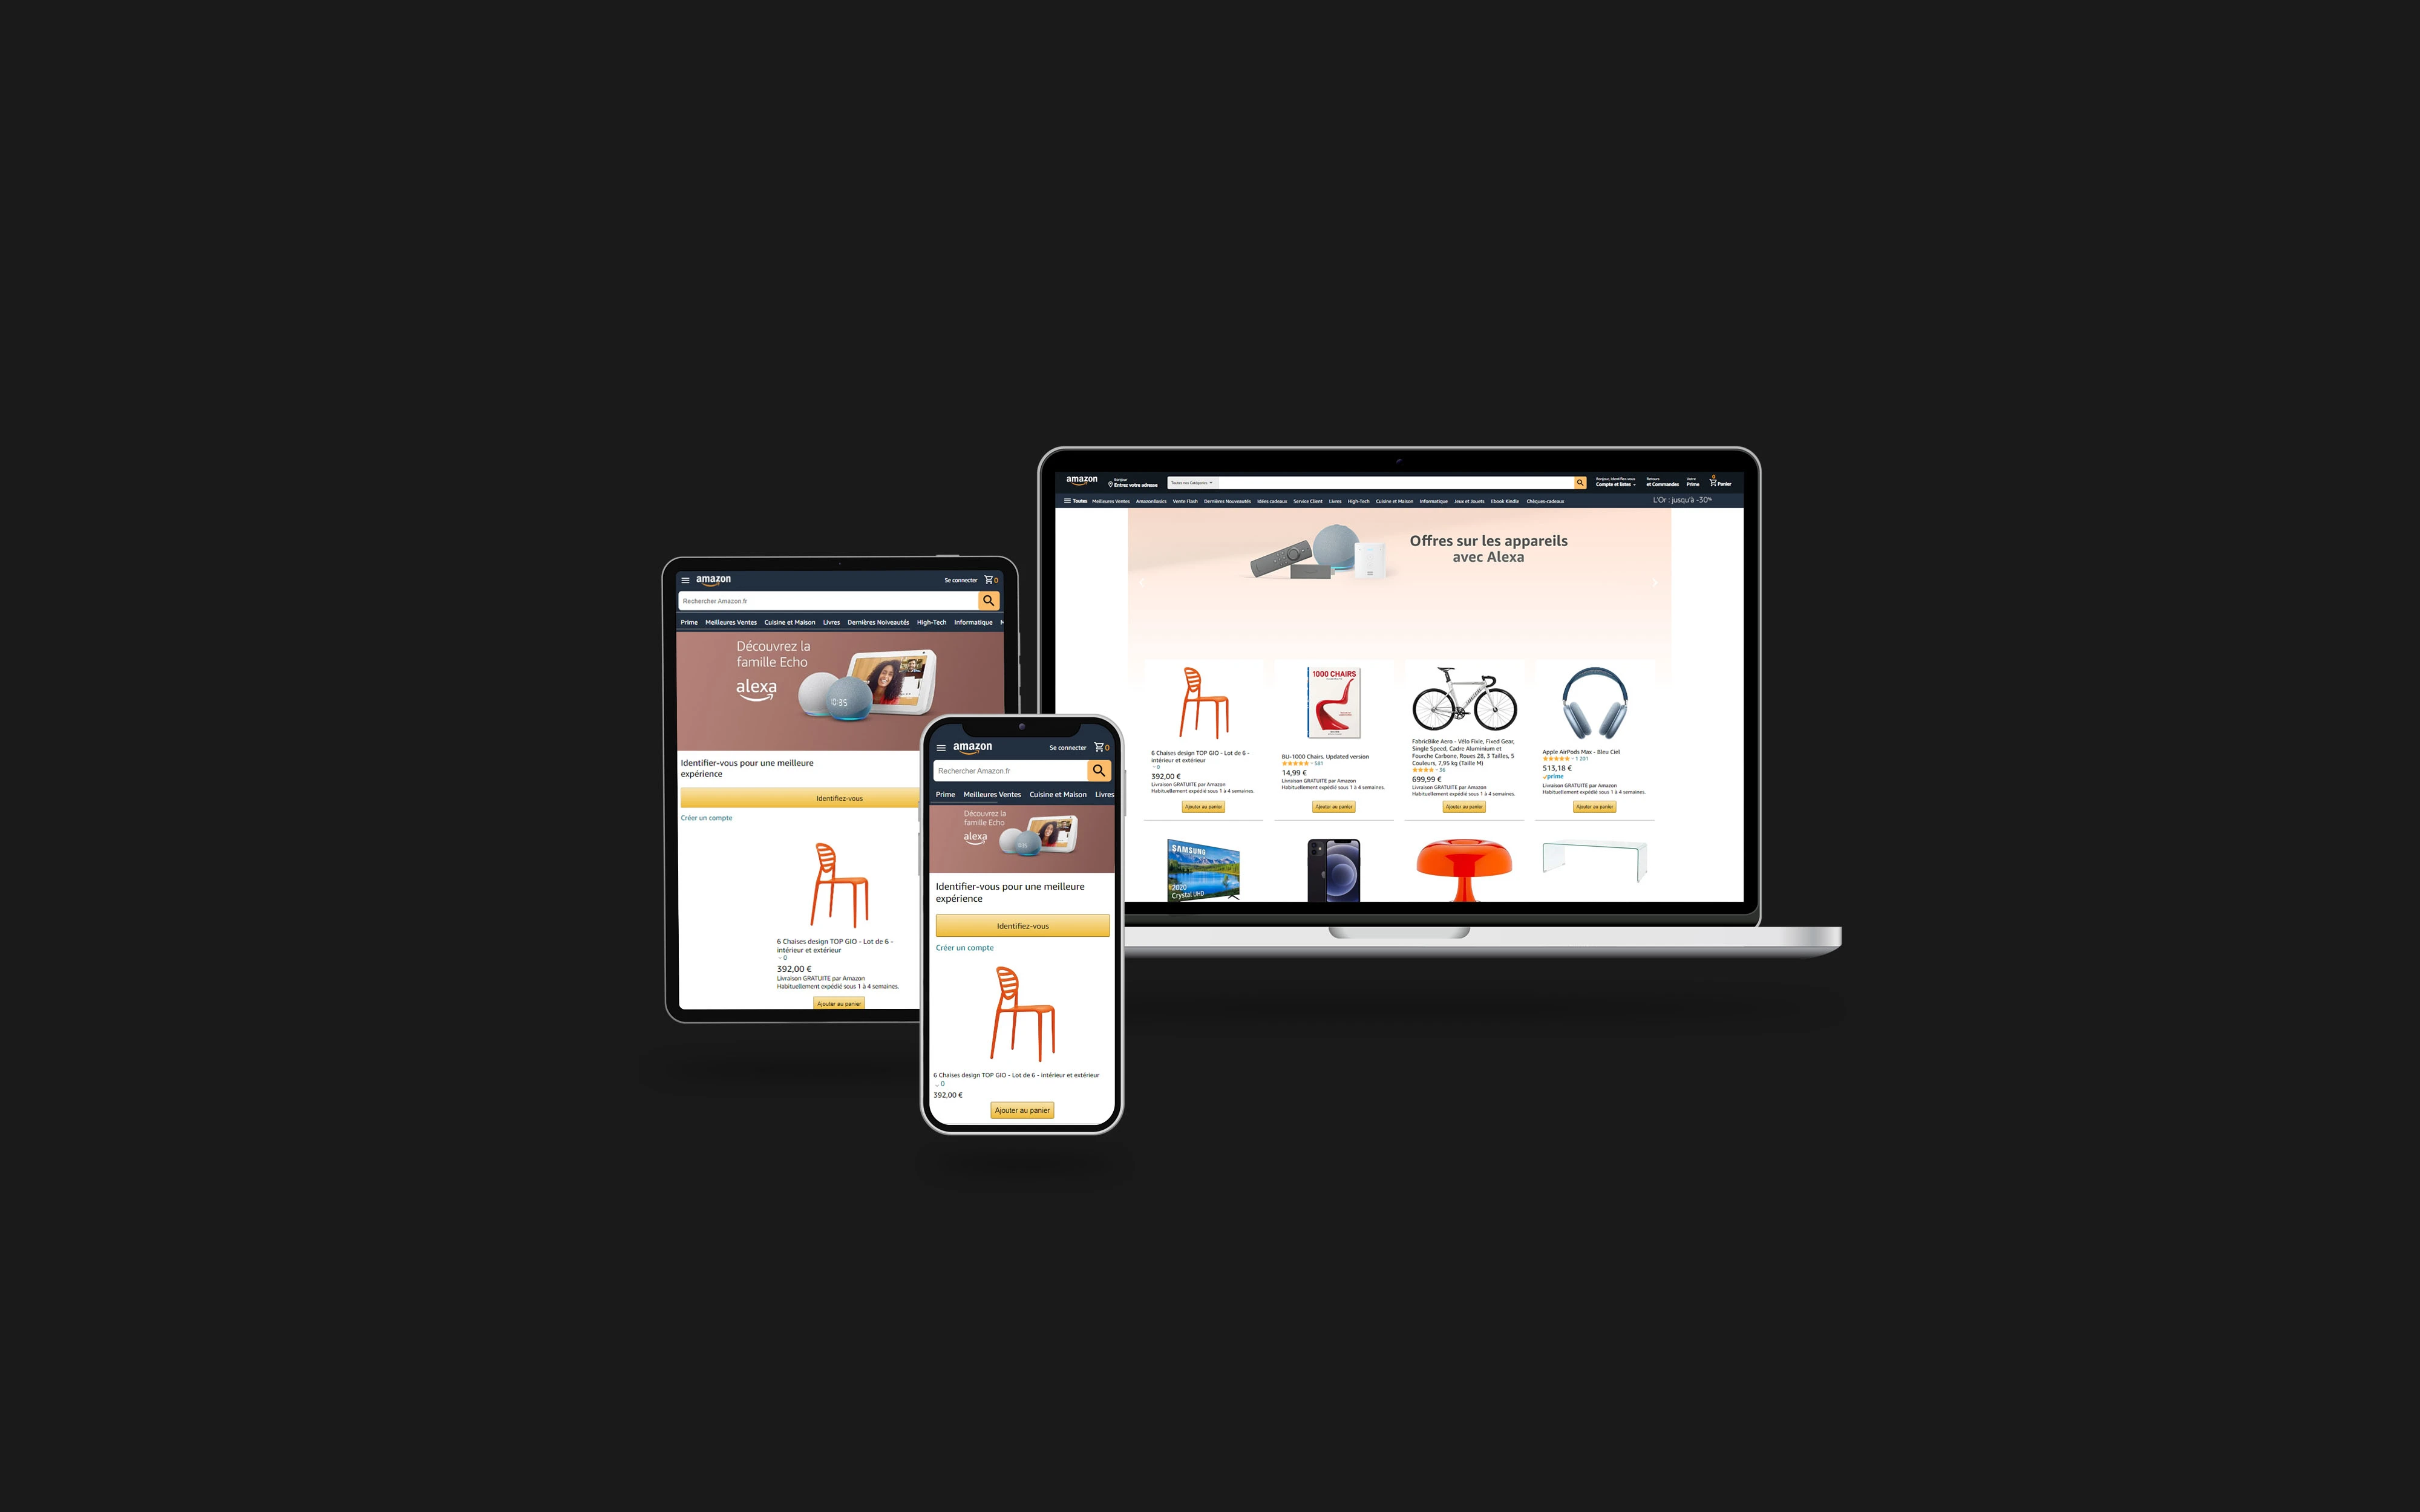 amazon
Se connecter 0
Rechercher Amazon.fr
Prime Meilleures Ventes Cuisine et Maison Livres Dernières Noiveautés High-Tech Informatique
Découvrez la
famille Echo
alexa
10:35
Identifier-vous pour une meilleure
expérience
Identifiez-vous
Créer un compte
6 Chaises design TOP GIO - Lot de 6 -
intérieur et extérieur
- 0
392,00 €
Livraison GRATUITE par Amazon
Habituellement expédié sous 1 à 4 semaines.
Ajouter au panier
amazon
Se connecter 0
Rechercher Amazon fr
Prime Meilleures Ventes Cuisine et Maison Livres
Découvrez la
famille Echo
alexa
Identifier-vous pour une meilleure
expérience
Identifiez-vous
Créer un compte
6 Chaises design TOP GIO - Lot de 6 - intérieur et extérieur
0
392,00 €
Ajouter au panier
amazon
Bonjour
Entrez votre adresse
Toutes nos Catégories
Bonjour, Identifiez-vous
Compte et listes
Retours
et Commandes
Votre
Prime
0
Panier
Toutes Meilleures Ventes AmazonBasics Vente Flash Dernières Nouveautés Idées cadeaux Service Client Livres High-Tech Cuisine et Maison Informatique Jeux et Jouets Ebook Kindle Chèques-cadeaux
L'Or : jusqu'à -30%
Offres sur les appareils
avec Alexa
6 Chaises design TOP GIO - Lot de 6 -
intérieur et extérieur
- 0
392,00 €
Livraison GRATUITE par Amazon
Habituellement expédié sous 1 à 4 semaines.
Ajouter au panier
1000 CHAIRS
BU-1000 Chairs. Updated version
- 581
14,99 €
Livraison GRATUITE par Amazon
Habituellement expédié sous 1 à 4 semaines.
Ajouter au panier
FabricBike Aero - Vélo Fixie, Fixed Gear,
Single Speed, Cadre Aluminium et
Fourche Carbone, Roues 28, 3 Tailles, 5
Couleurs, 7,95 kg (Taille M)
- 36
699,99 €
Livraison GRATUITE par Amazon
Habituellement expédié sous 1 à 4 semaines.
Ajouter au panier
Apple AirPods Max - Bleu Ciel
- 1 201
513,18 €
prime
Livraison GRATUITE par Amazon
Habituellement expédié sous 1 à 4 semaines.
Ajouter au panier
SAMSUNG
2020
Crystal UHD